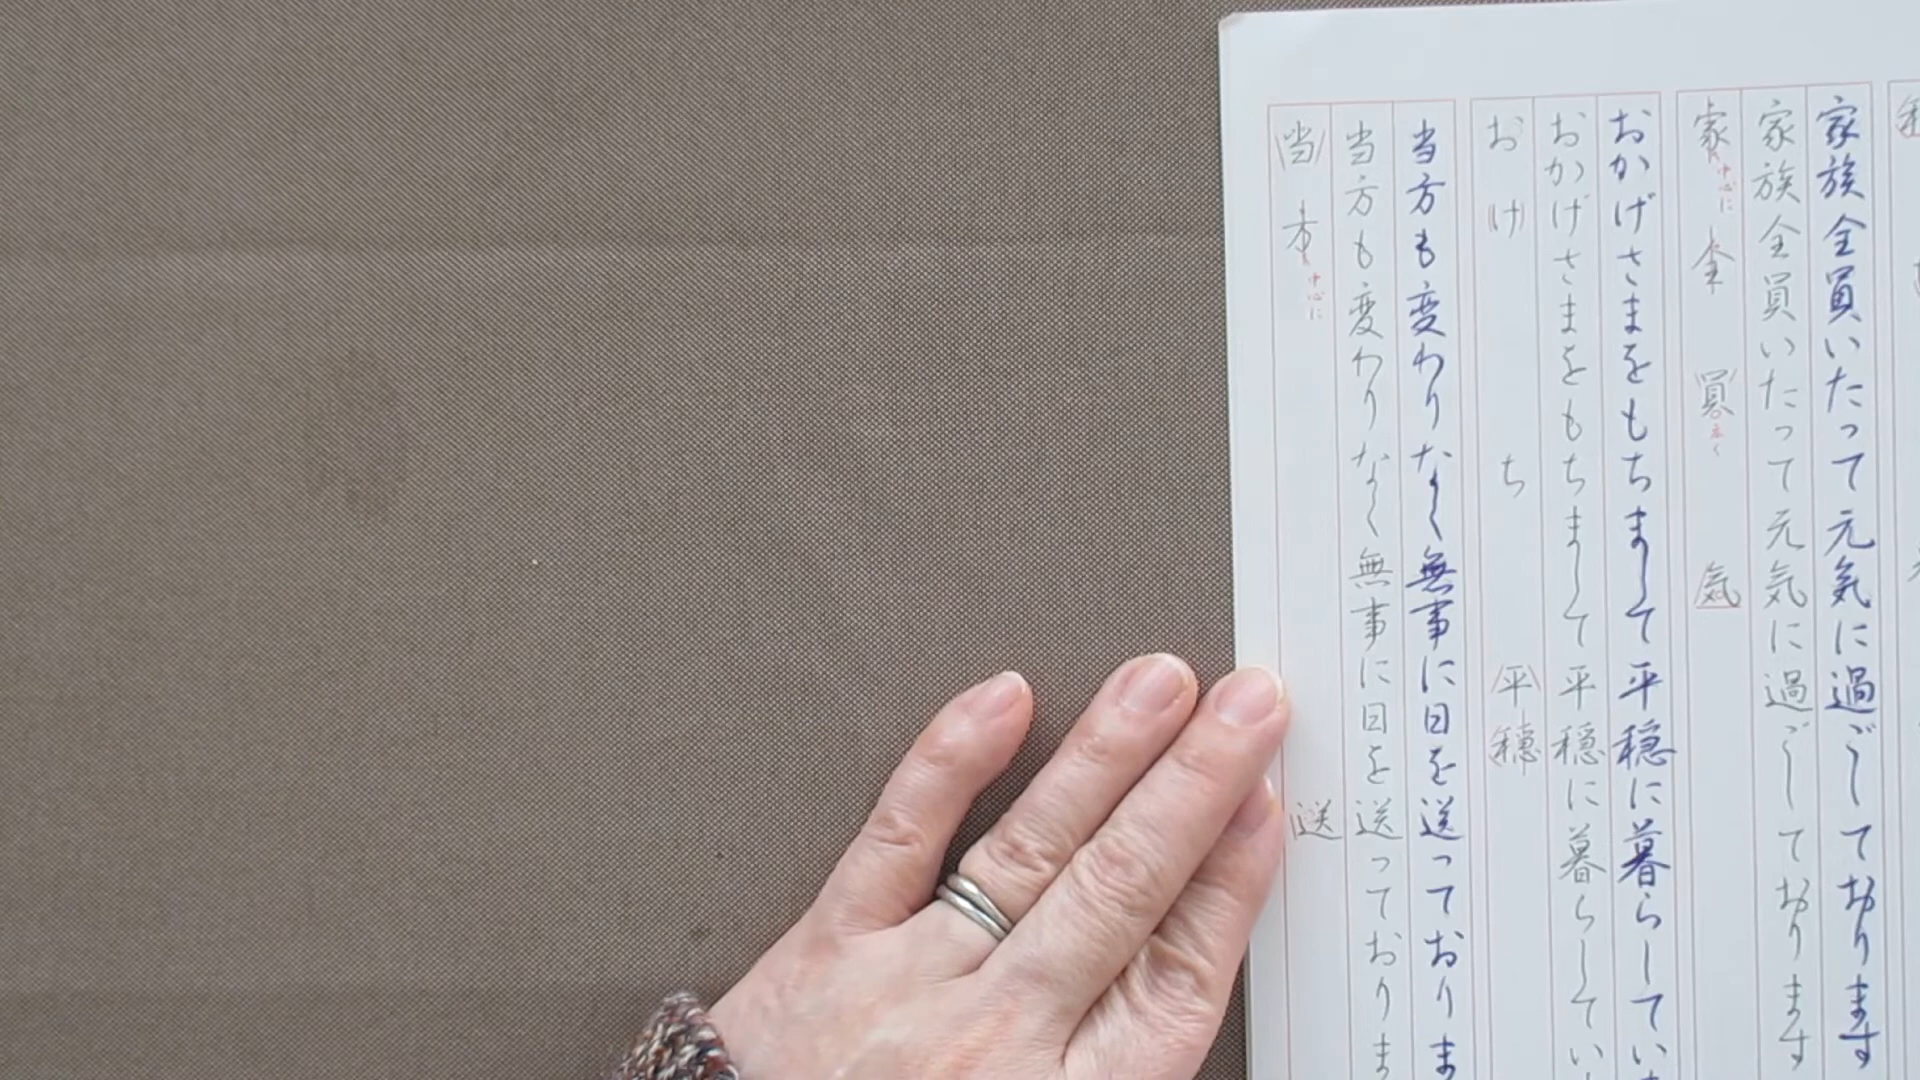 家族全員いたって元気に過ごしております
家族全員いたって元気に過ごしております
家
中心に
全
員
気
おかげさまをもちまして平穏に暮らしてい
おかげさまをもちまして平穏に暮らしてい
お け ち 平 穏
当方も変わりなく無事に日を送っておりま
当方も変わりなく無事に日を送っておりま
当
中心に
送